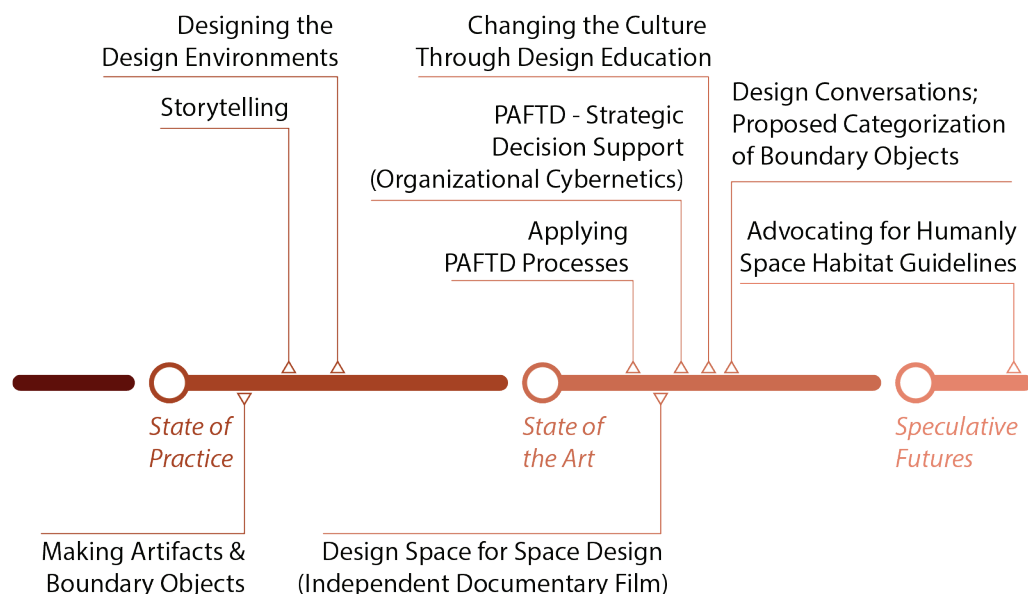 Designing the
Design Environments
Storytelling
Changing the Culture
Through Design Education
PAFTD - Strategic
Decision Support
(Organizational Cybernetics)
Applying
PAFTD Processes
Design Conversations;
Proposed Categorization
of Boundary Objects
Advocating for Humanly
Space Habitat Guidelines
State of
Practice
State of
the Art
Speculative
Futures
Making Artifacts &
Boundary Objects
Design Space for Space Design
(Independent Documentary Film)